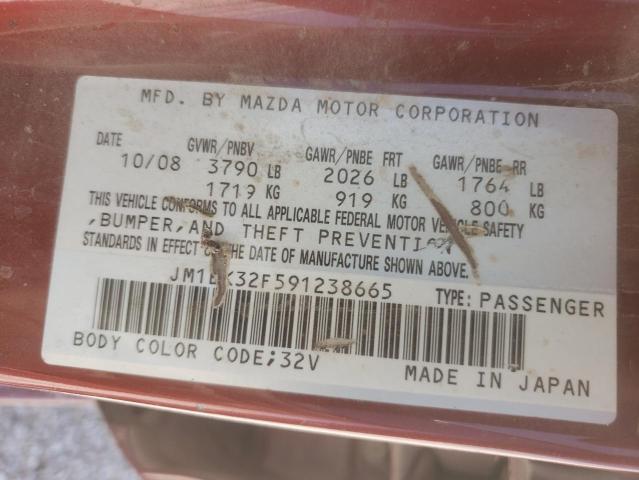 MFD. BY MAZDA MOTOR CORPORATION
DATE GVWR/PNBV GAWR/PNBE FRT GAWR/PNBE RR
10/08 3790 LB 2026 LB 1764 LB
1719 KG 919 KG 800 KG
THIS VEHICLE CONFORMS TO ALL APPLICABLE FEDERAL MOTOR VEHICLE SAFETY
,BUMPER,AND THEFT PREVENTION
STANDARDS IN EFFECT ON THE DATE OF MANUFACTURE SHOWN ABOVE.
TYPE: PASSENGER
BODY COLOR CODE;32V
MADE IN JAPAN